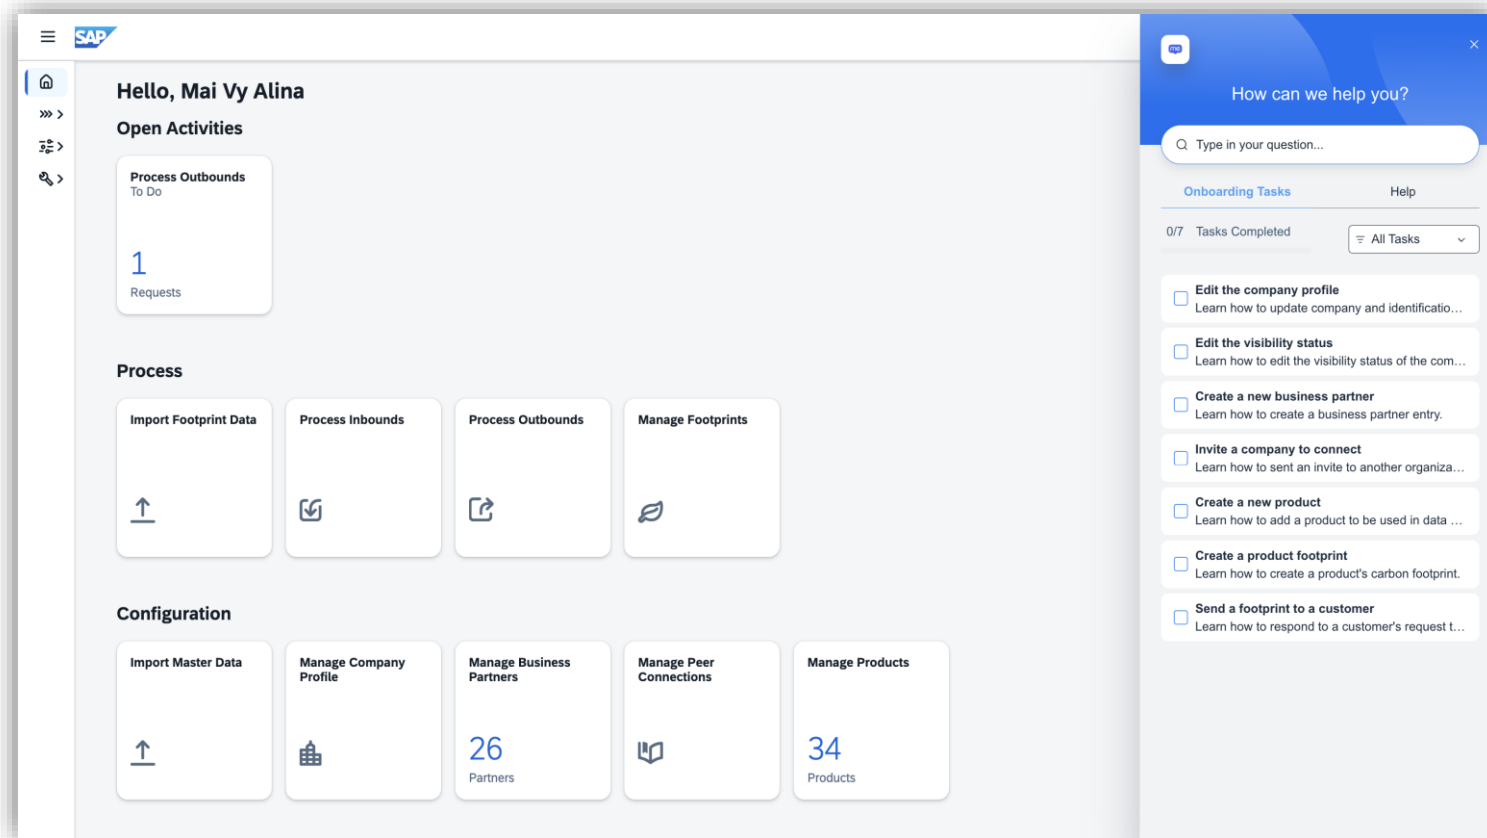 SAP
Hello, Mai Vy Alina
Open Activities
Process Outbounds
To Do
1
Requests
Process
Import Footprint Data
Process Inbounds
Process Outbounds
Manage Footprints
Configuration
Import Master Data
Manage Company
Profile
Manage Business
Partners
26
Partners
Manage Peer
Connections
Manage Products
34
Products
me
How can we help you?
Type in your question...
Onboarding Tasks
Help
0/7 Tasks Completed
All Tasks
Edit the company profile
Learn how to update company and identificatio...
Edit the visibility status
Learn how to edit the visibility status of the com...
Create a new business partner
Learn how to create a business partner entry.
Invite a company to connect
Learn how to sent an invite to another organiza...
Create a new product
Learn how to add a product to be used in data ...
Create a product footprint
Learn how to create a product's carbon footprint.
Send a footprint to a customer
Learn how to respond to a customer's request t...